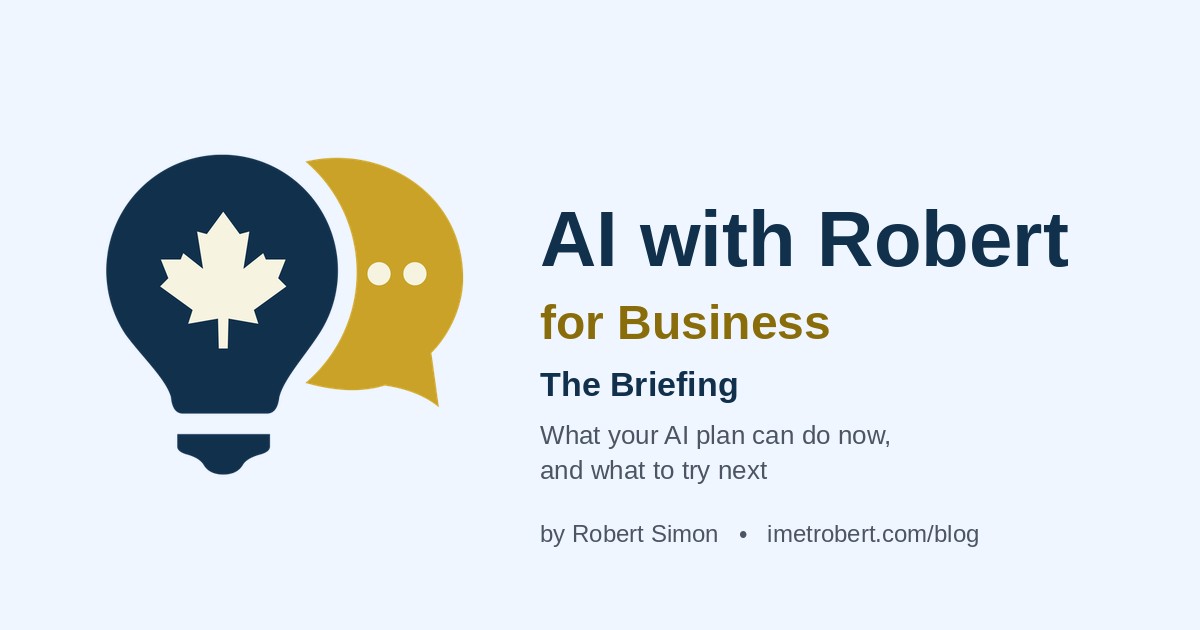 AI with Robert
for Business
The Briefing
What your AI plan can do now,
and what to try next
by Robert Simon • imetrobert.com/blog